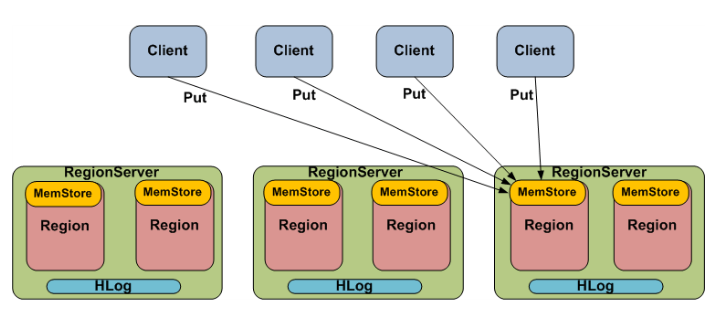 Client Client Client Client
Put Put Put Put
RegionServer RegionServer RegionServer
MemStore MemStore MemStore MemStore MemStore MemStore
Region Region Region Region Region Region
HLog HLog HLog